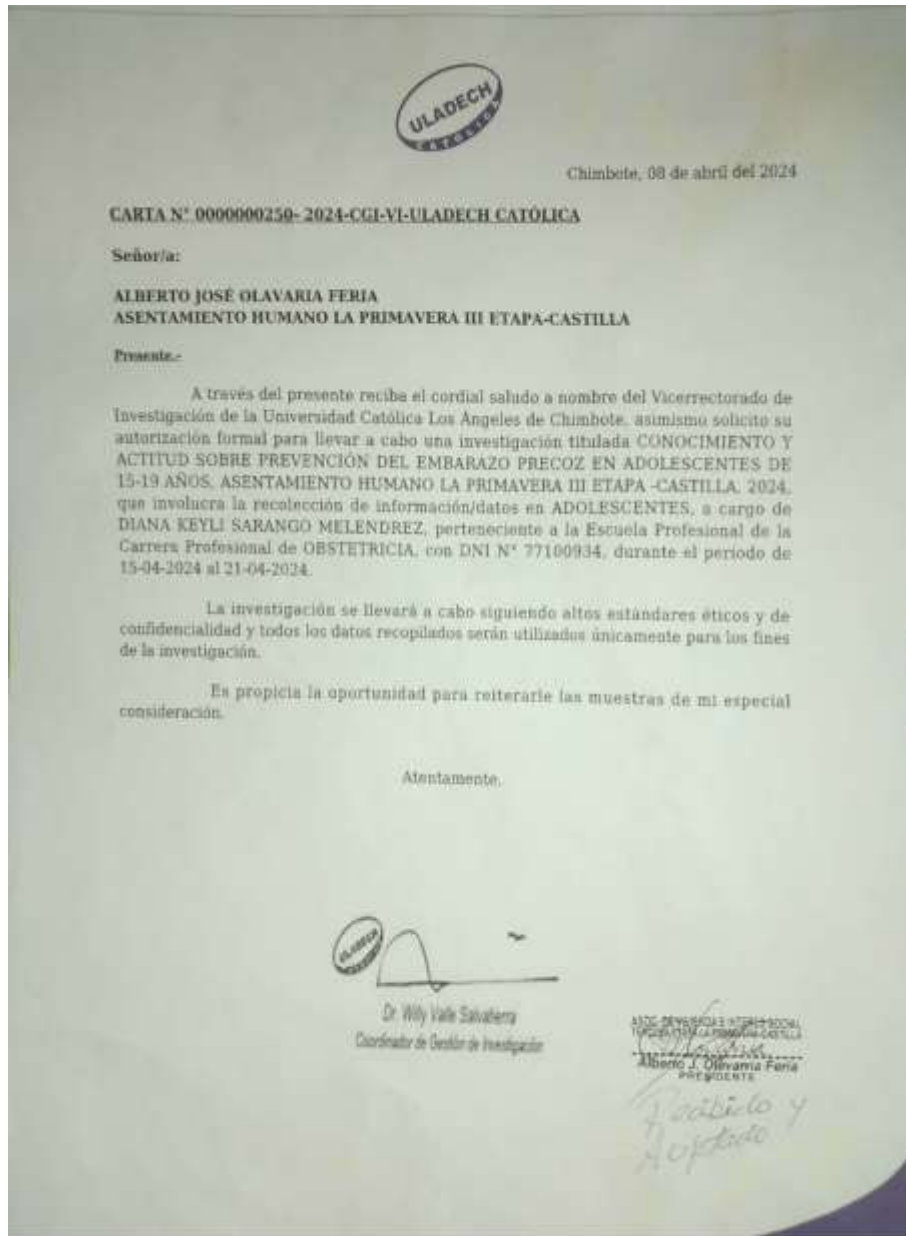 ULADECH
CATÓLICA
Chimbote, 08 de abril del 2024
CARTA N° 0000000250- 2024-CGI-VI-ULADECH CATÓLICA
Señor/a:
ALBERTO JOSÉ OLAVARIA FERIA
ASENTAMIENTO HUMANO LA PRIMAVERA III ETAPA-CASTILLA
Presente.-
A través del presente reciba el cordial saludo a nombre del Vicerrectorado de
Investigación de la Universidad Católica Los Ángeles de Chimbote, asimismo solicito su
autorización formal para llevar a cabo una investigación titulada CONOCIMIENTO Y
ACTITUD SOBRE PREVENCIÓN DEL EMBARAZO PRECOZ EN ADOLESCENTES DE
15-19 AÑOS, ASENTAMIENTO HUMANO LA PRIMAVERA III ETAPA -CASTILLA, 2024,
que involucra la recolección de información/datos en ADOLESCENTES, a cargo de
DIANA KEYLI SARANGO MELENDREZ, perteneciente a la Escuela Profesional de la
Carrera Profesional de OBSTETRICIA, con DNI N° 77100934, durante el período de
15-04-2024 al 21-04-2024.
La investigación se llevará a cabo siguiendo altos estándares éticos y de
confidencialidad y todos los datos recopilados serán utilizados únicamente para los fines
de la investigación.
Es propicia la oportunidad para reiterarle las muestras de mi especial
consideración.
Atentamente,
ULADECH
Dr. Willy Valle Salvatierra
Coordinador de Gestión de Investigación
Alberto J. Olavarria Feria
PRESIDENTE
Recibido y
Aceptado